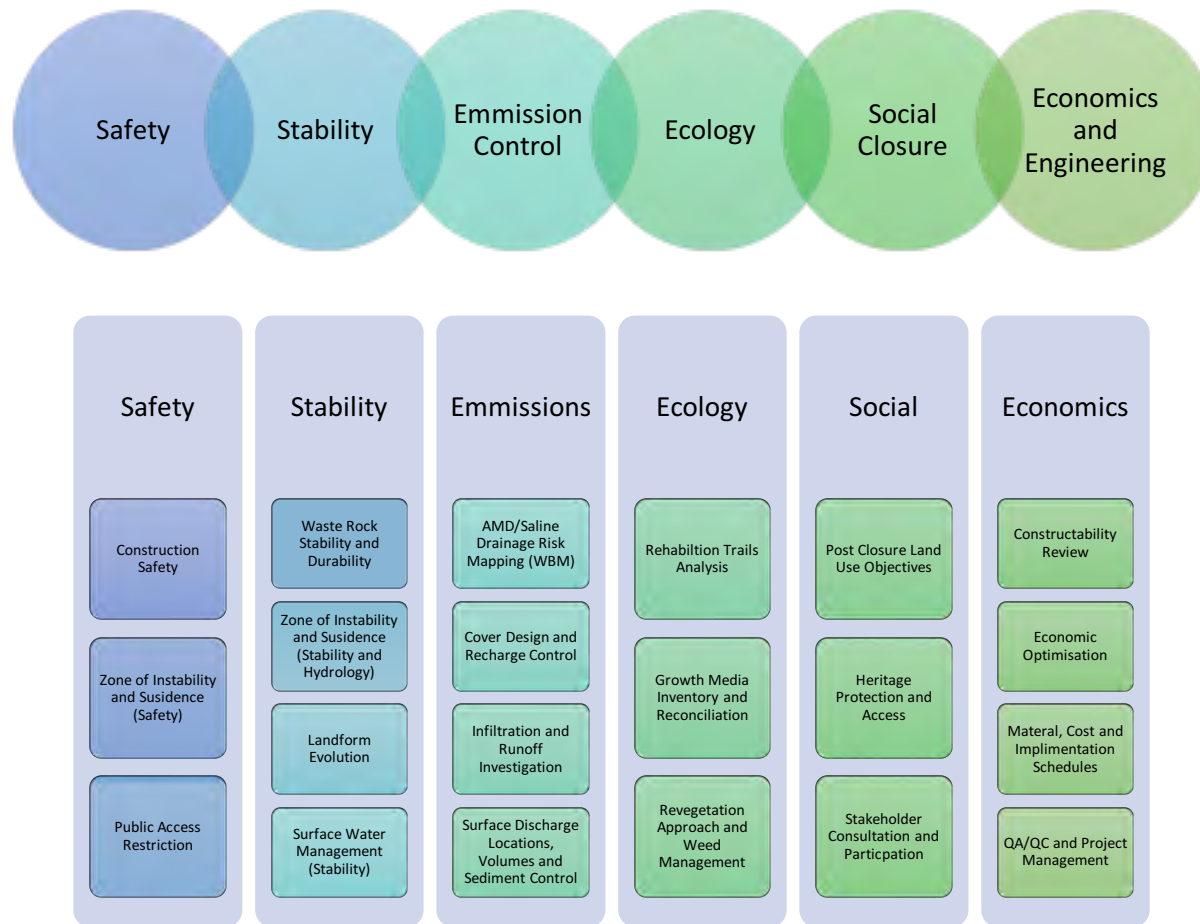 Safety
Stability
Emmission
Control
Ecology
Social
Closure
Economics
and
Engineering
Safety
Construction
Safety
Zone of Instability
and Susidence
(Safety)
Public Access
Restriction
Stability
Waste Rock
Stability and
Durability
Zone of Instability
and Susidence
(Stability and
Hydrology)
Landform
Evolution
Surface Water
Management
(Stability)
Emmissions
AMD/Saline
Drainage Risk
Mapping (WBM)
Cover Design and
Recharge Control
Infiltration and
Runoff
Investigation
Surface Discharge
Locations,
Volumes and
Sediment Control
Ecology
Rehabiltion Trails
Analysis
Growth Media
Inventory and
Reconciliation
Revegetation
Approach and
Weed
Management
Social
Post Closure Land
Use Objectives
Heritage
Protection and
Access
Stakeholder
Consultation and
Particpation
Economics
Constructability
Review
Economic
Optimisation
Materal, Cost and
Implimentation
Schedules
QA/QC and Project
Management